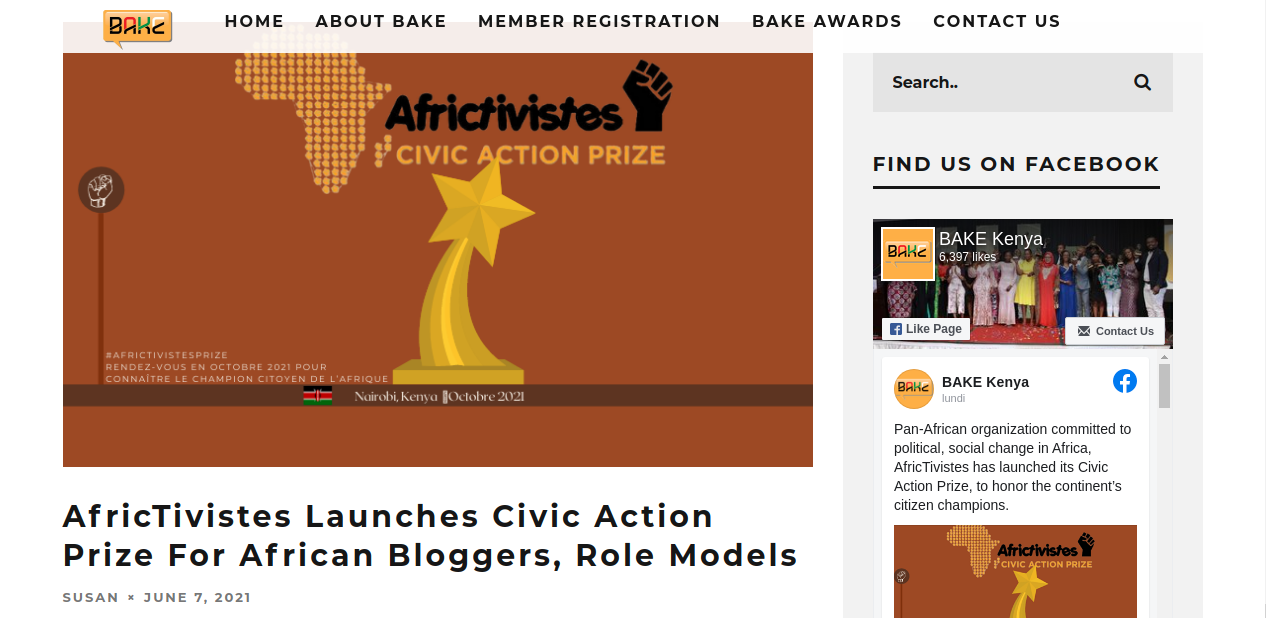 BAKE
HOME
ABOUT BAKE
MEMBER REGISTRATION
BAKE AWARDS
CONTACT US
Africtivistes
CIVIC ACTION PRIZE
#AFRICTIVISTESPRIZE
RENDEZ-VOUS EN OCTOBRE 2021 POUR
CONNAÎTRE LE CHAMPION CITOYEN DE L'AFRIQUE
Nairobi, Kenya ||Octobre 2021
AfricTivistes Launches Civic Action
Prize For African Bloggers, Role Models
SUSAN × JUNE 7, 2021
Search..
FIND US ON FACEBOOK
BAKE
BAKE Kenya
6,397 likes
Like Page
Contact Us
BAKE
BAKE Kenya
lundi
Pan-African organization committed to
political, social change in Africa,
AfricTivistes has launched its Civic
Action Prize, to honor the continent's
citizen champions.
Africtivistes
CIVIC ACTION PRIZE